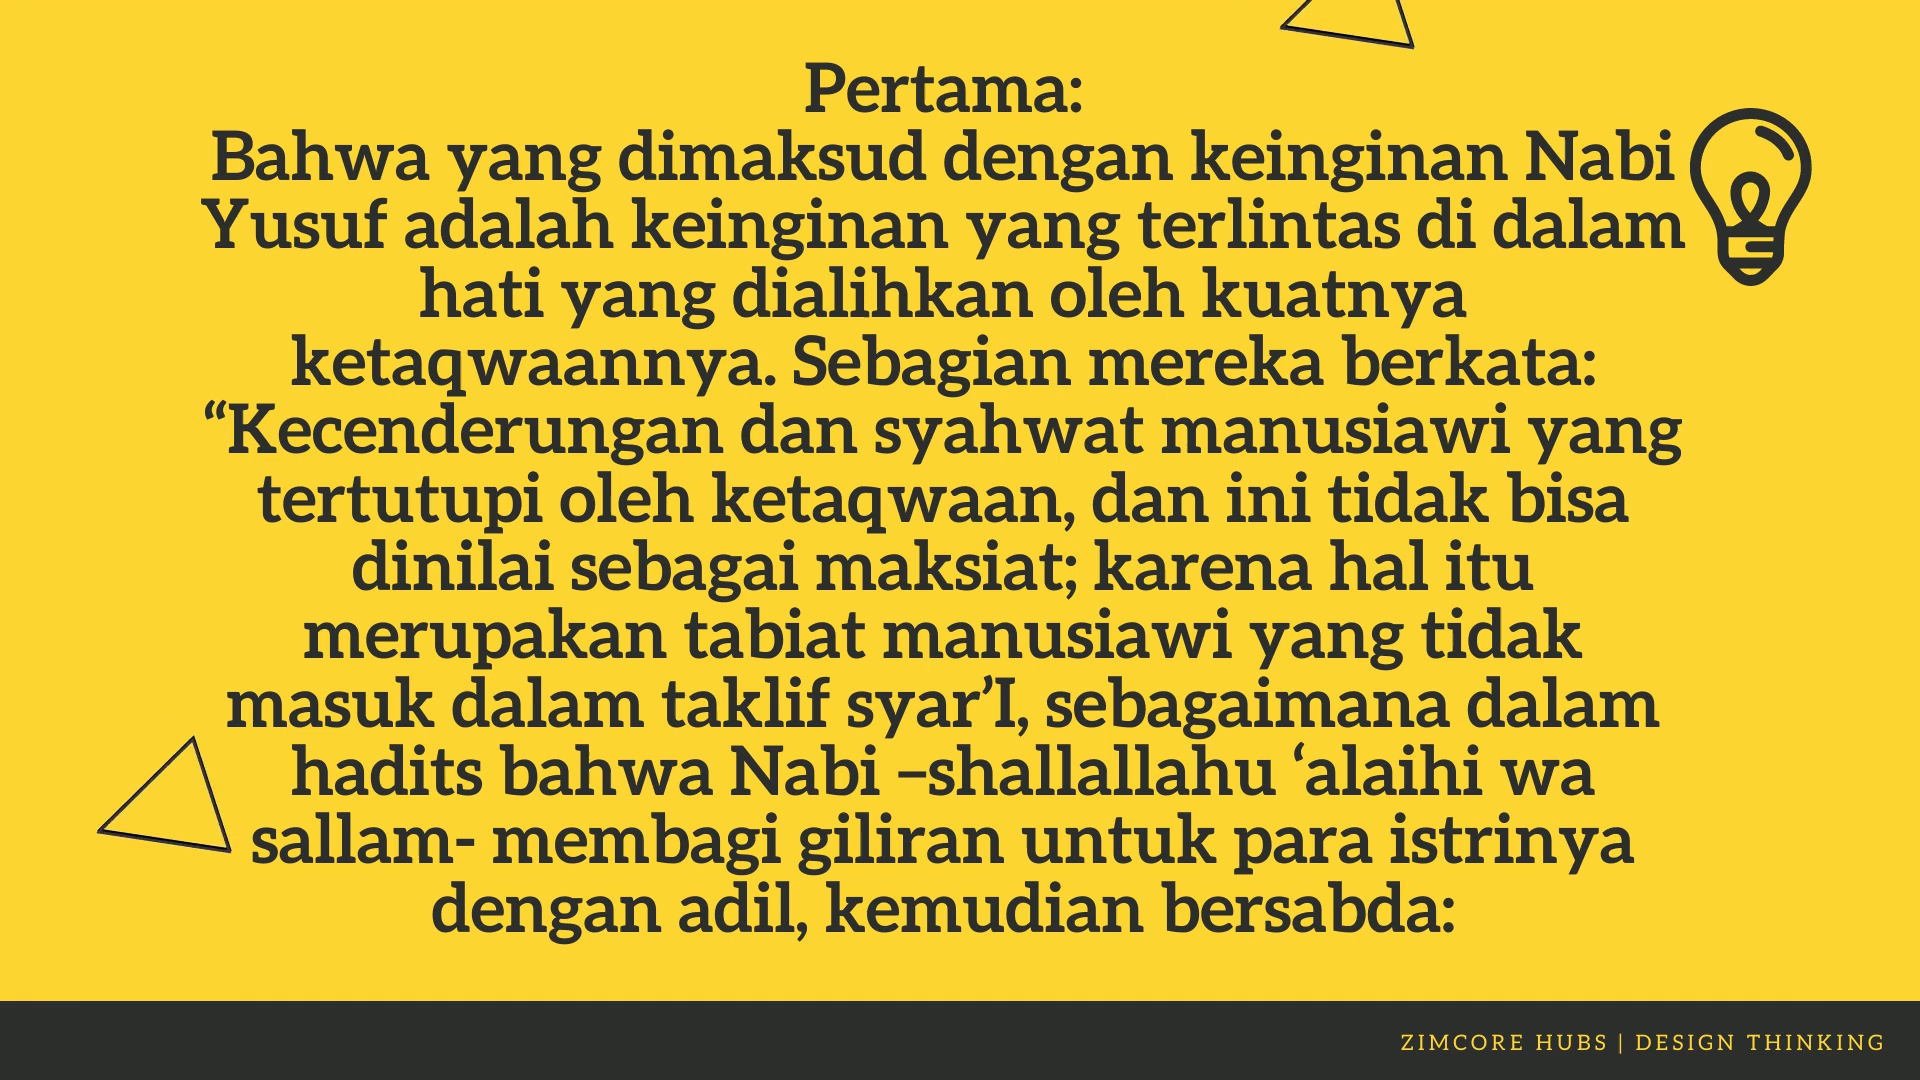 Pertama:
Bahwa yang dimaksud dengan keinginan Nabi
Yusuf adalah keinginan yang terlintas di dalam
hati yang dialihkan oleh kuatnya
ketaqwaannya. Sebagian mereka berkata:
“Kecenderungan dan syahwat manusiawi yang
tertutupi oleh ketaqwaan, dan ini tidak bisa
dinilai sebagai maksiat; karena hal itu
merupakan tabiat manusiawi yang tidak
masuk dalam taklif syar’I, sebagaimana dalam
hadits bahwa Nabi –shallallahu ‘alaihi wa
sallam- membagi giliran untuk para istrinya
dengan adil, kemudian bersabda:
ZIMCORE HUBS | DESIGN THINKING